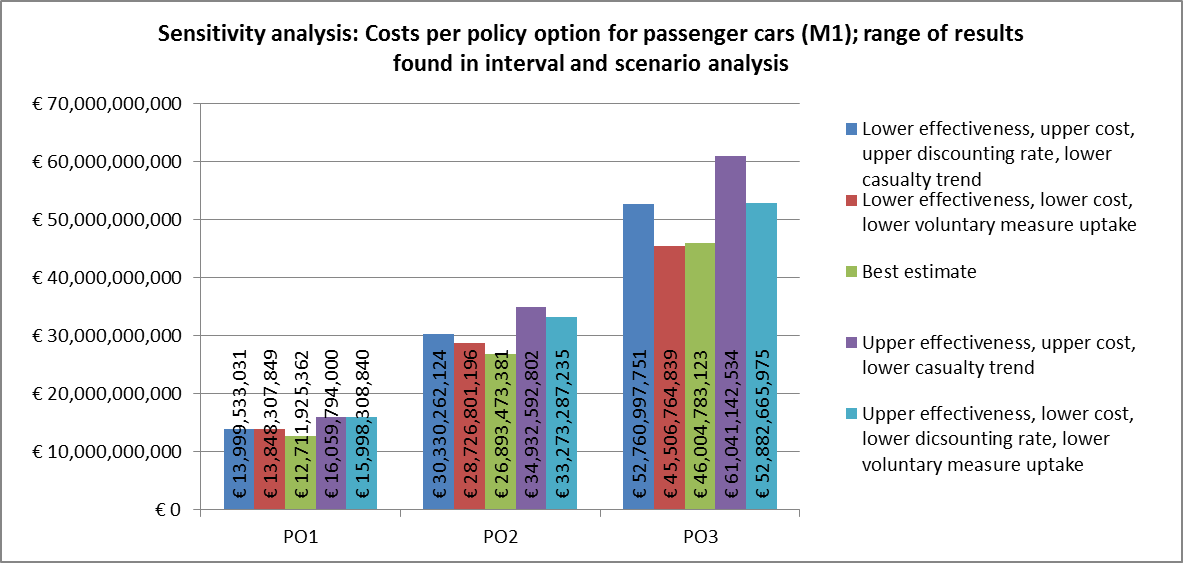 Sensitivity analysis: Costs per policy option for passenger cars (M1); range of results
found in interval and scenario analysis
€ 70,000,000,000
€ 60,000,000,000
€ 50,000,000,000
€ 40,000,000,000
€ 30,000,000,000
€ 20,000,000,000
€ 10,000,000,000
€ 0
€ 13,999,533,031
€ 13,848,307,849
€ 12,711,925,362
€ 16,059,794,000
€ 15,998,308,840
€ 30,330,262,124
€ 28,726,801,196
€ 26,893,473,381
€ 34,932,592,802
€ 33,273,287,235
€ 52,760,997,751
€ 45,506,764,839
€ 46,004,783,123
€ 61,041,142,534
€ 52,882,665,975
PO1
PO2
PO3
Lower effectiveness, upper cost,
upper discounting rate, lower
casualty trend
Lower effectiveness, lower cost,
lower voluntary measure uptake
Best estimate
Upper effectiveness, upper cost,
lower casualty trend
Upper effectiveness, lower cost,
lower dicsounting rate, lower
voluntary measure uptake